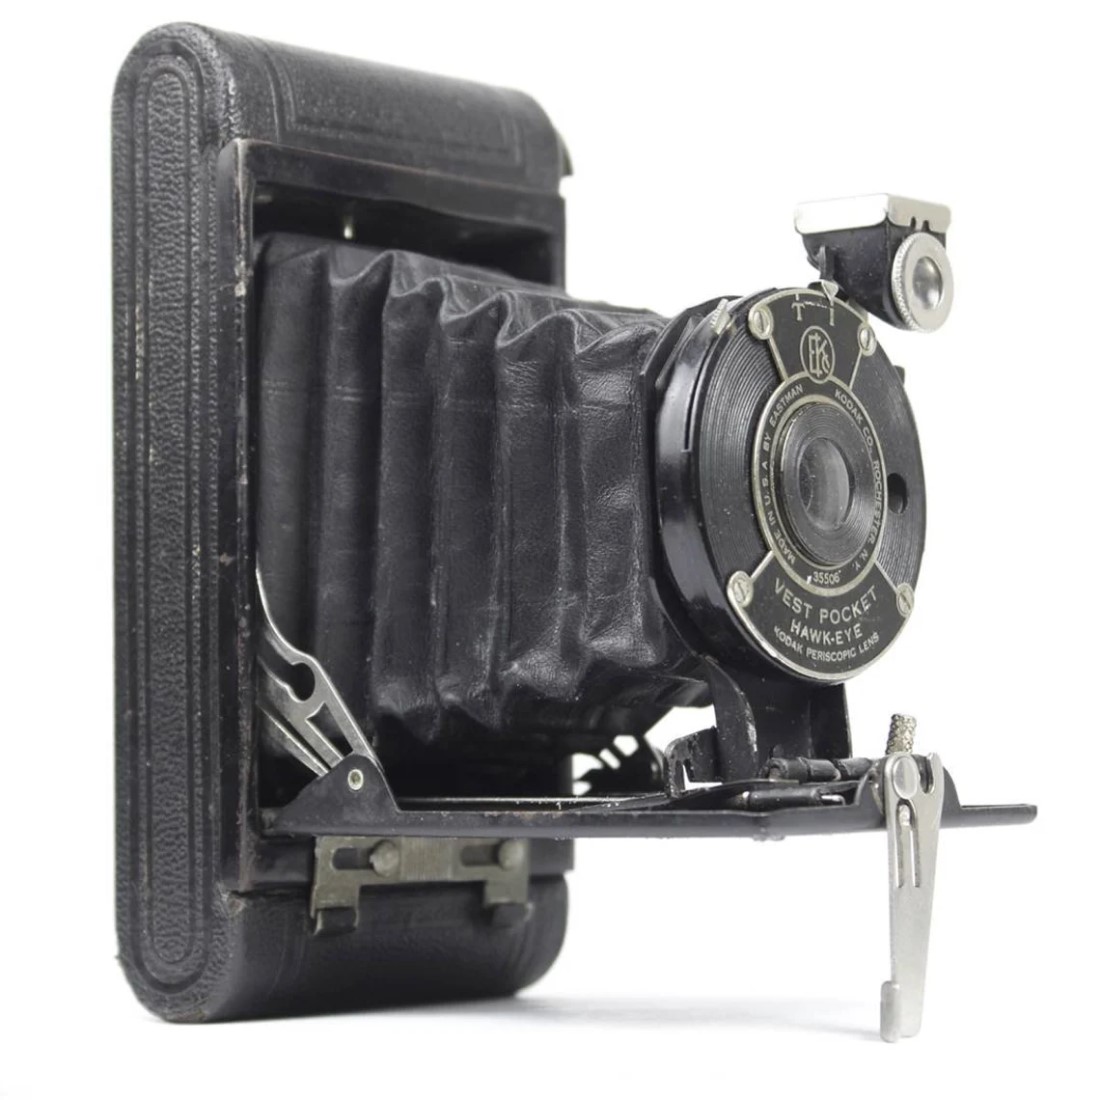 T I
EKC
MADE IN U.S.A BY EASTMAN KODAK CO., ROCHESTER, N.Y.
35506
VEST POCKET
HAWK-EYE
KODAK PERISCOPIC LENS